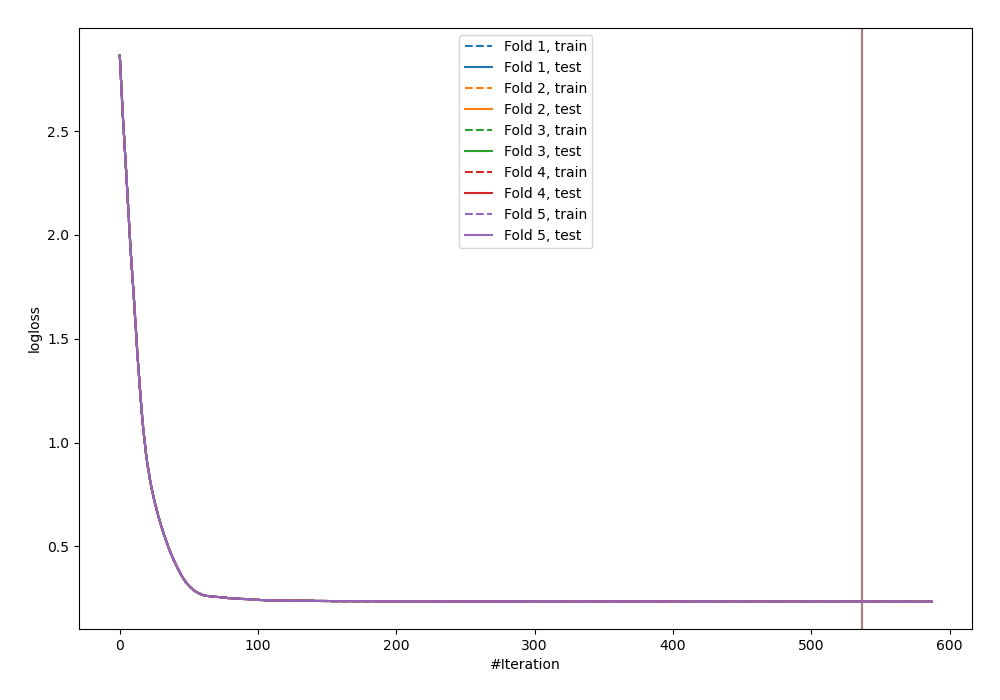 Fold 1, train
Fold 1, test
Fold 2, train
Fold 2, test
Fold 3, train
Fold 3, test
Fold 4, train
Fold 4, test
Fold 5, train
Fold 5, test
2.5
2.0
1.5
1.0
0.5
logloss
0 100 200 300 400 500 600
#Iteration